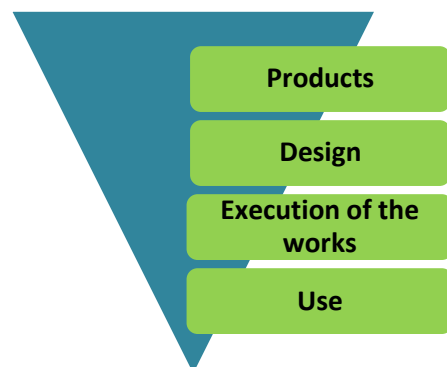 Products
Design
Execution of the
works
Use